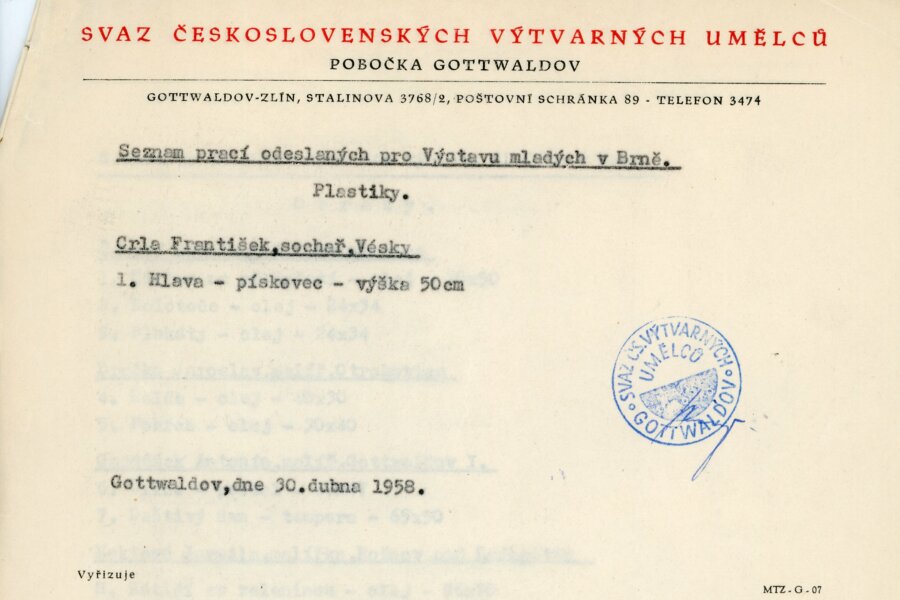 SVAZ ČESKOSLOVENSKÝCH VÝTVARNÝCH UMĚLCŮ
POBOČKA GOTTWALDOV
GOTTWALDOV-ZLÍN, STALINOVA 3768/2, POŠTOVNÍ SCHRÁNKA 89 - TELEFON 3474
Seznam prací odeslaných pro Výstavu mladých v Brně.
Plastiky.
Crla František,sochař,Vésky
1. Hlava - pískovec - výška 50cm
SVAZ ČS.VÝTVARNÝCH
UMĚLCŮ
GOTTWALDOV
Gottwaldov,dne 30.dubna 1958.
Vyřizuje
MTZ - G - 07